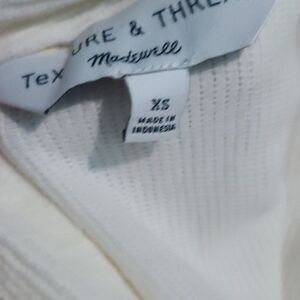 Tex URE & THREA
Madewell
XS
MADE IN
INDONESIA